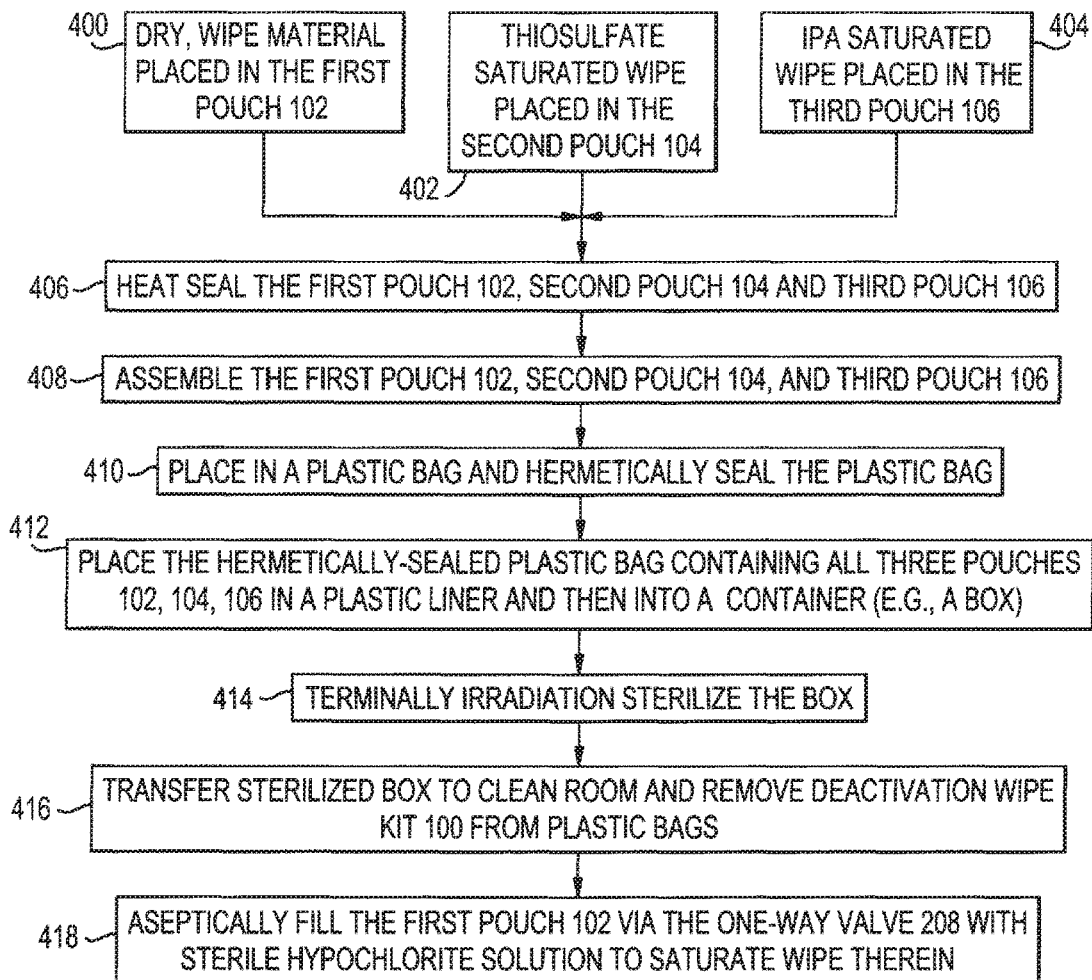 400
DRY, WIPE MATERIAL
PLACED IN THE FIRST
POUCH 102
THIOSULFATE
SATURATED WIPE
PLACED IN THE
SECOND POUCH 104
402
IPA SATURATED
WIPE PLACED IN THE
THIRD POUCH 106
404
406
HEAT SEAL THE FIRST POUCH 102, SECOND POUCH 104 AND THIRD POUCH 106
408
ASSEMBLE THE FIRST POUCH 102, SECOND POUCH 104, AND THIRD POUCH 106
410
PLACE IN A PLASTIC BAG AND HERMETICALLY SEAL THE PLASTIC BAG
412
PLACE THE HERMETICALLY-SEALED PLASTIC BAG CONTAINING ALL THREE POUCHES
102, 104, 106 IN A PLASTIC LINER AND THEN INTO A CONTAINER (E.G., A BOX)
414
TERMINALLY IRRADIATION STERILIZE THE BOX
416
TRANSFER STERILIZED BOX TO CLEAN ROOM AND REMOVE DEACTIVATION WIPE
KIT 100 FROM PLASTIC BAGS
418
ASEPTICALLY FILL THE FIRST POUCH 102 VIA THE ONE-WAY VALVE 208 WITH
STERILE HYPOCHLORITE SOLUTION TO SATURATE WIPE THEREIN